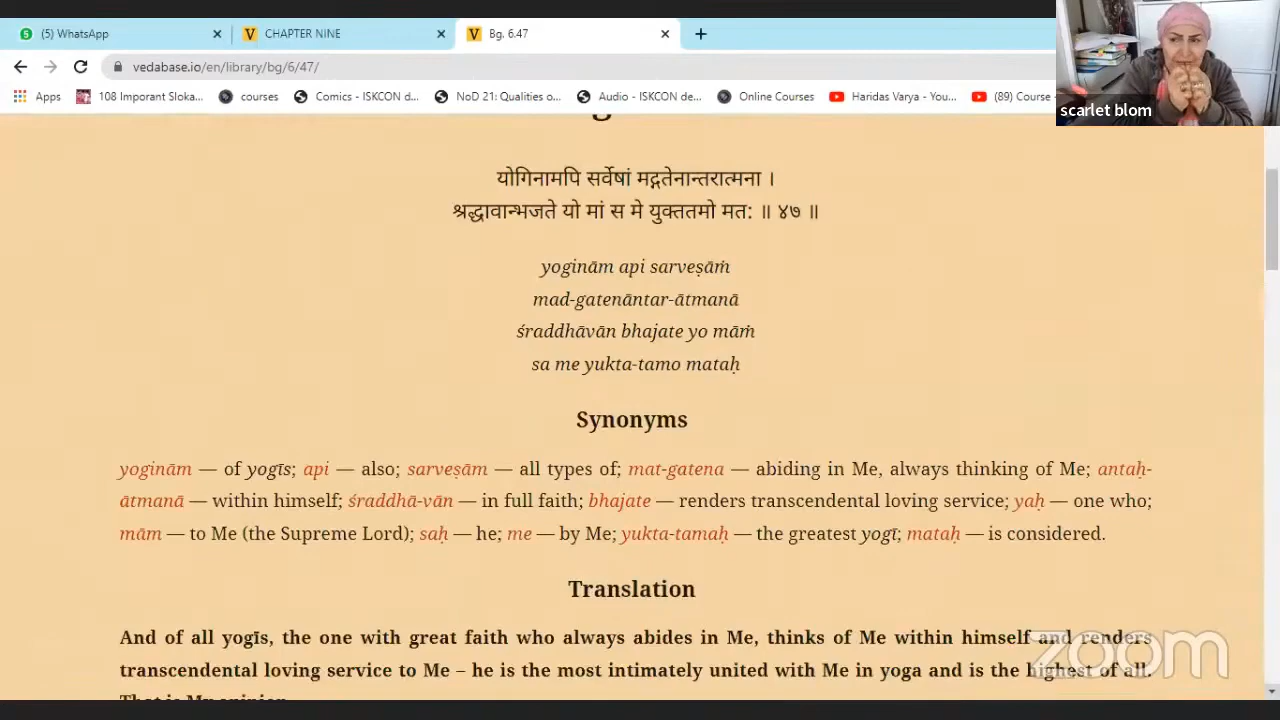 (5) WhatsApp
CHAPTER NINE
Bg. 6.47
vedabase.io/en/library/bg/6/47/
Apps 108 Imporant Sloka... courses Comics - ISKCON d... NoD 21: Qualities o... Audio - ISKCON de... Online Courses Haridas Varya - You... (89) Course
scarlet blom
योगिनामपि सर्वेषां मद्गतेनान्तरात्मना ।
श्रद्धावान्भजते यो मां स मे युक्ततमो मत: ॥ ४७ ॥
yoginām api sarveṣāṁ
mad-gatenāntar-ātmanā
śraddhāvān bhajate yo māṁ
sa me yukta-tamo mataḥ
Synonyms
yoginām — of yogīs; api — also; sarveṣām — all types of; mat-gatena — abiding in Me, always thinking of Me; antaḥ-
ātmanā — within himself; śraddhā-vān — in full faith; bhajate — renders transcendental loving service; yaḥ — one who;
mām — to Me (the Supreme Lord); saḥ — he; me — by Me; yukta-tamaḥ — the greatest yogī; mataḥ — is considered.
Translation
And of all yogīs, the one with great faith who always abides in Me, thinks of Me within himself and renders
transcendental loving service to Me – he is the most intimately united with Me in yoga and is the highest of all.
That is My opinion.
zoom